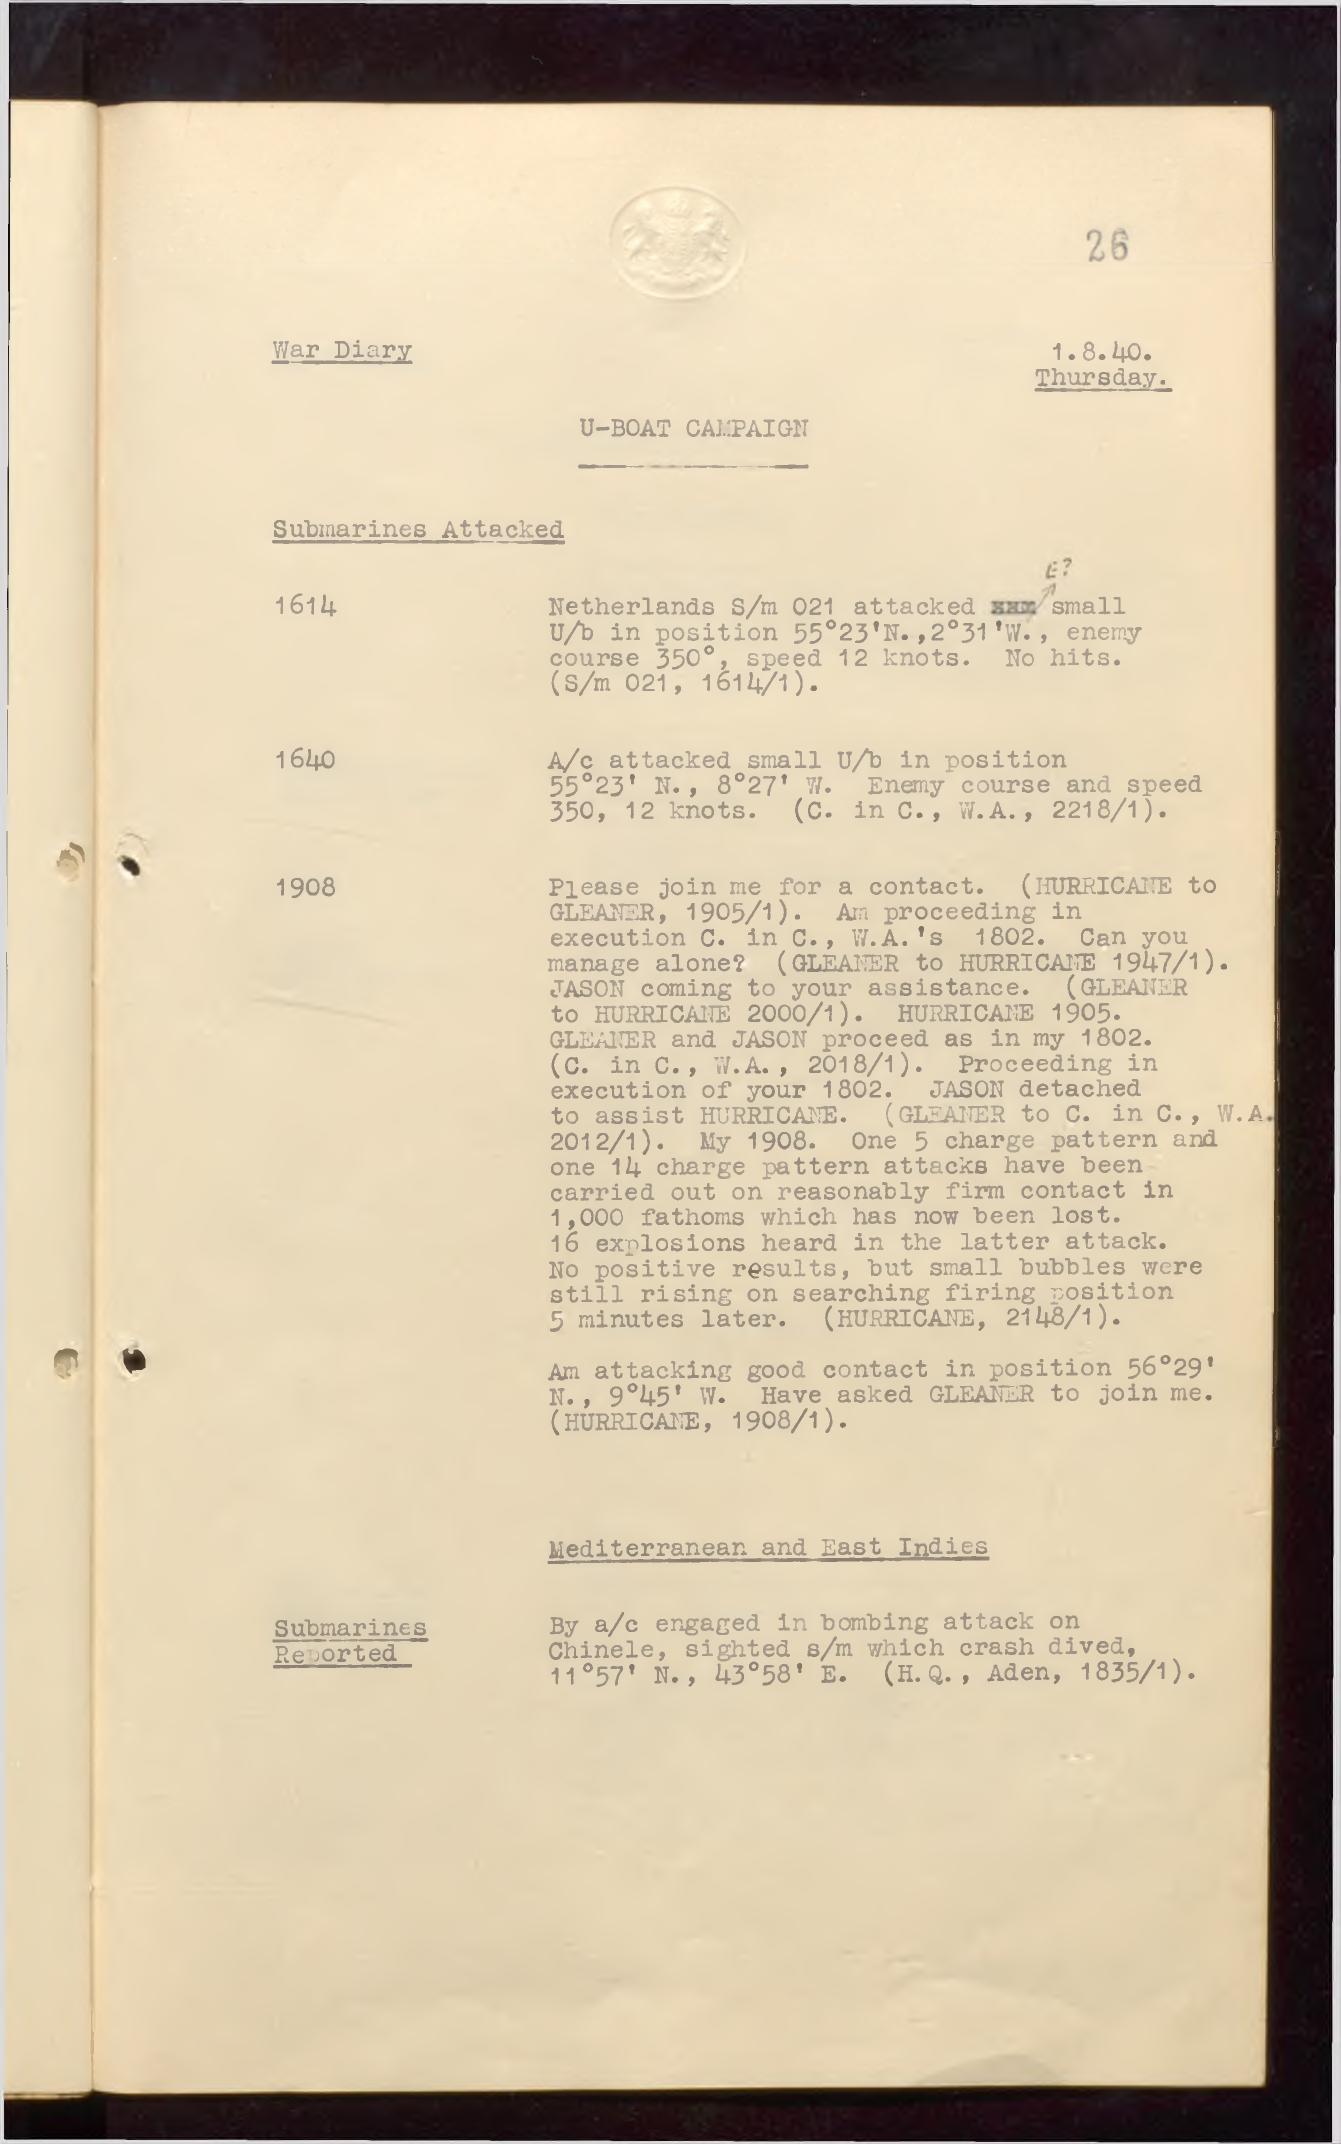 26
War Diary
1.8.40.
Thursday.
U-BOAT CAMPAIGN
Submarines Attacked
E?
1614
Netherlands S/m 021 attacked small
U/b in position 55°23'N.,2°31'W., enemy
course 350°, speed 12 knots. No hits.
(S/m 021, 1614/1).
1640
A/c attacked small U/b in position
55°23' N., 8°27' W. Enemy course and speed
350, 12 knots. (C. in C., W.A., 2218/1).
1908
Please join me for a contact. (HURRICANE to
GLEANER, 1905/1). Am proceeding in
execution C. in C., W.A.'s 1802. Can you
manage alone? (GLEANER to HURRICANE 1947/1).
JASON coming to your assistance. (GLEANER
to HURRICANE 2000/1). HURRICANE 1905.
GLEANER and JASON proceed as in my 1802.
(C. in C., W.A., 2018/1). Proceeding in
execution of your 1802. JASON detached
to assist HURRICANE. (GLEANER to C. in C., W.A.
2012/1). My 1908. One 5 charge pattern and
one 14 charge pattern attacks have been
carried out on reasonably firm contact in
1,000 fathoms which has now been lost.
16 explosions heard in the latter attack.
No positive results, but small bubbles were
still rising on searching firing position
5 minutes later. (HURRICANE, 2148/1).
Am attacking good contact in position 56°29'
N., 9°45' W. Have asked GLEANER to join me.
(HURRICANE, 1908/1).
Mediterranean and East Indies
Submarines
Reported
By a/c engaged in bombing attack on
Chinele, sighted s/m which crash dived,
11°57' N., 43°58' E. (H.Q., Aden, 1835/1).